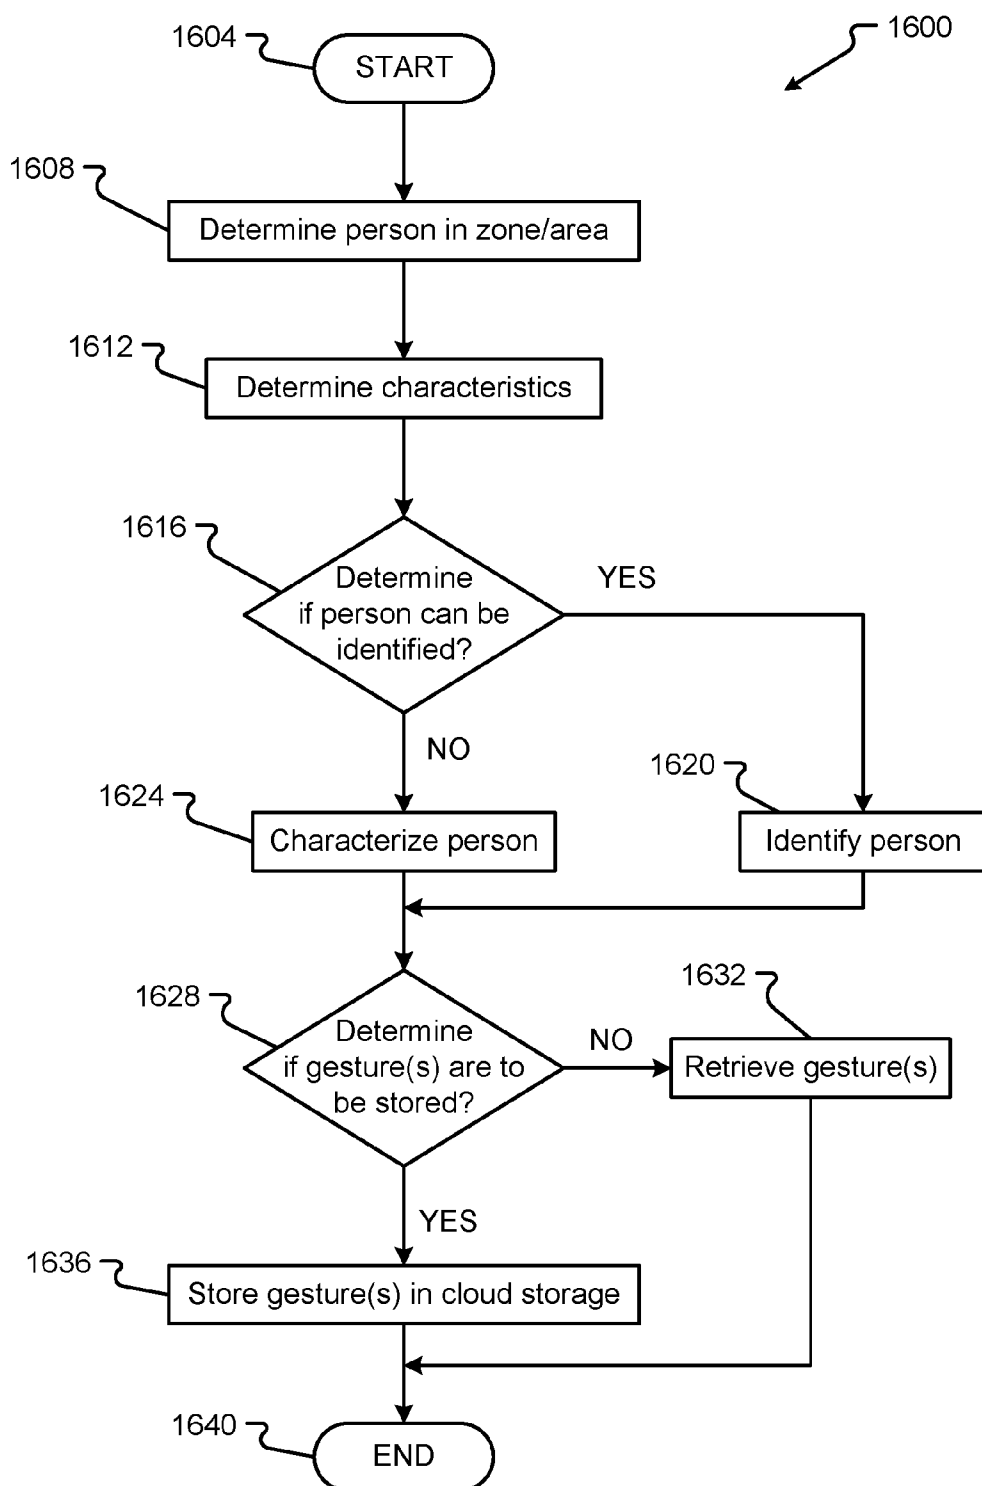 1600
1604
START
1608
Determine person in zone/area
1612
Determine characteristics
1616
Determine
if person can be
identified?
YES
NO
1620
1624
Characterize person
Identify person
1628
1632
Determine
if gesture(s) are to
be stored?
NO
Retrieve gesture(s)
YES
1636
Store gesture(s) in cloud storage
1640
END